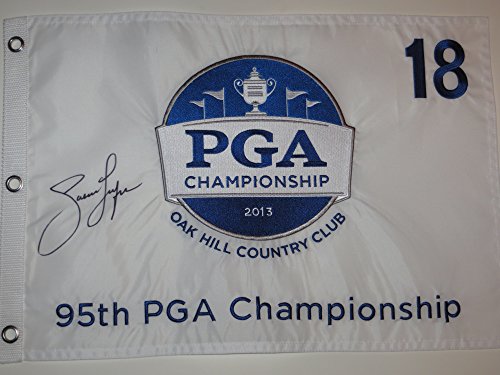 18
PGA
CHAMPIONSHIP
2013
OAK HILL COUNTRY CLUB
95th PGA Championship